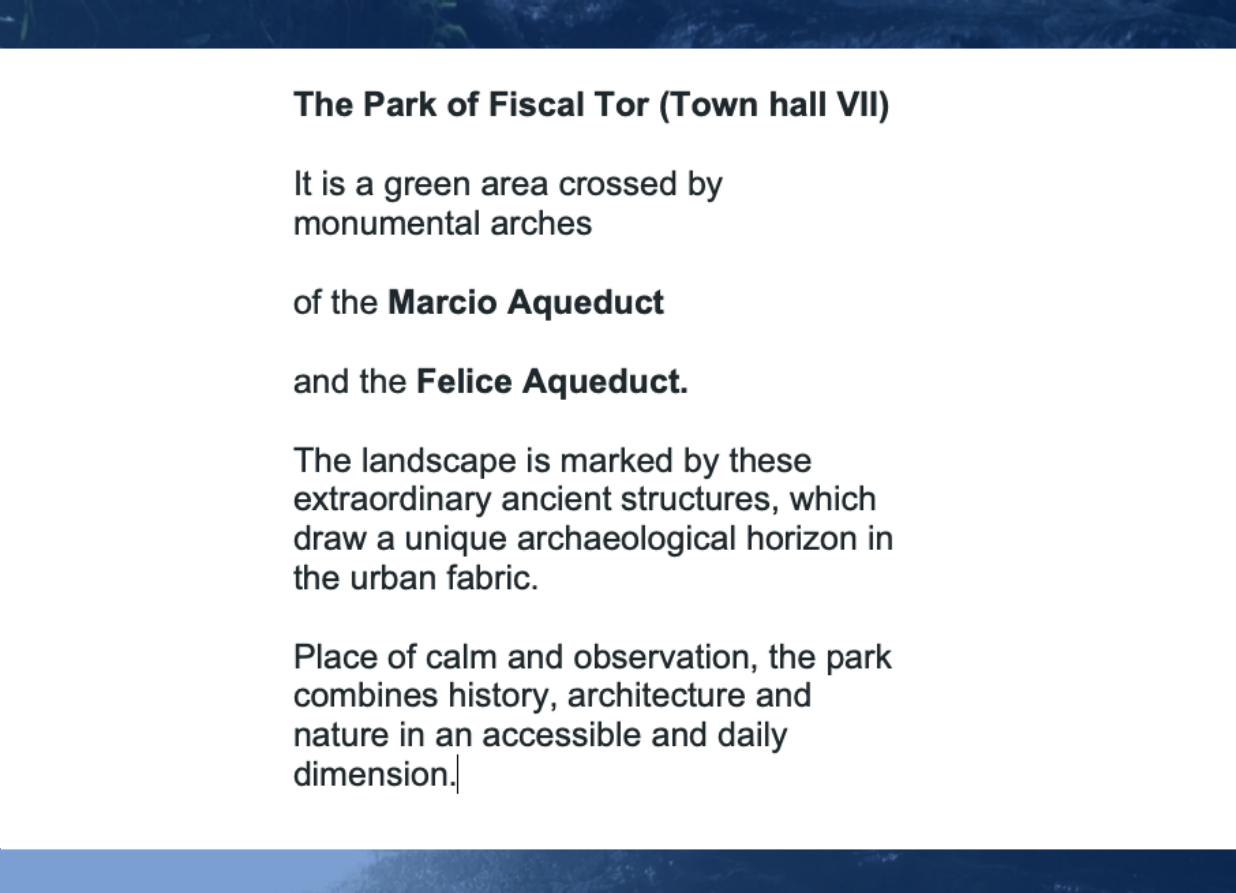 The Park of Fiscal Tor (Town hall VII)
It is a green area crossed by
monumental arches
of the Marcio Aqueduct
and the Felice Aqueduct.
The landscape is marked by these
extraordinary ancient structures, which
draw a unique archaeological horizon in
the urban fabric.
Place of calm and observation, the park
combines history, architecture and
nature in an accessible and daily
dimension.